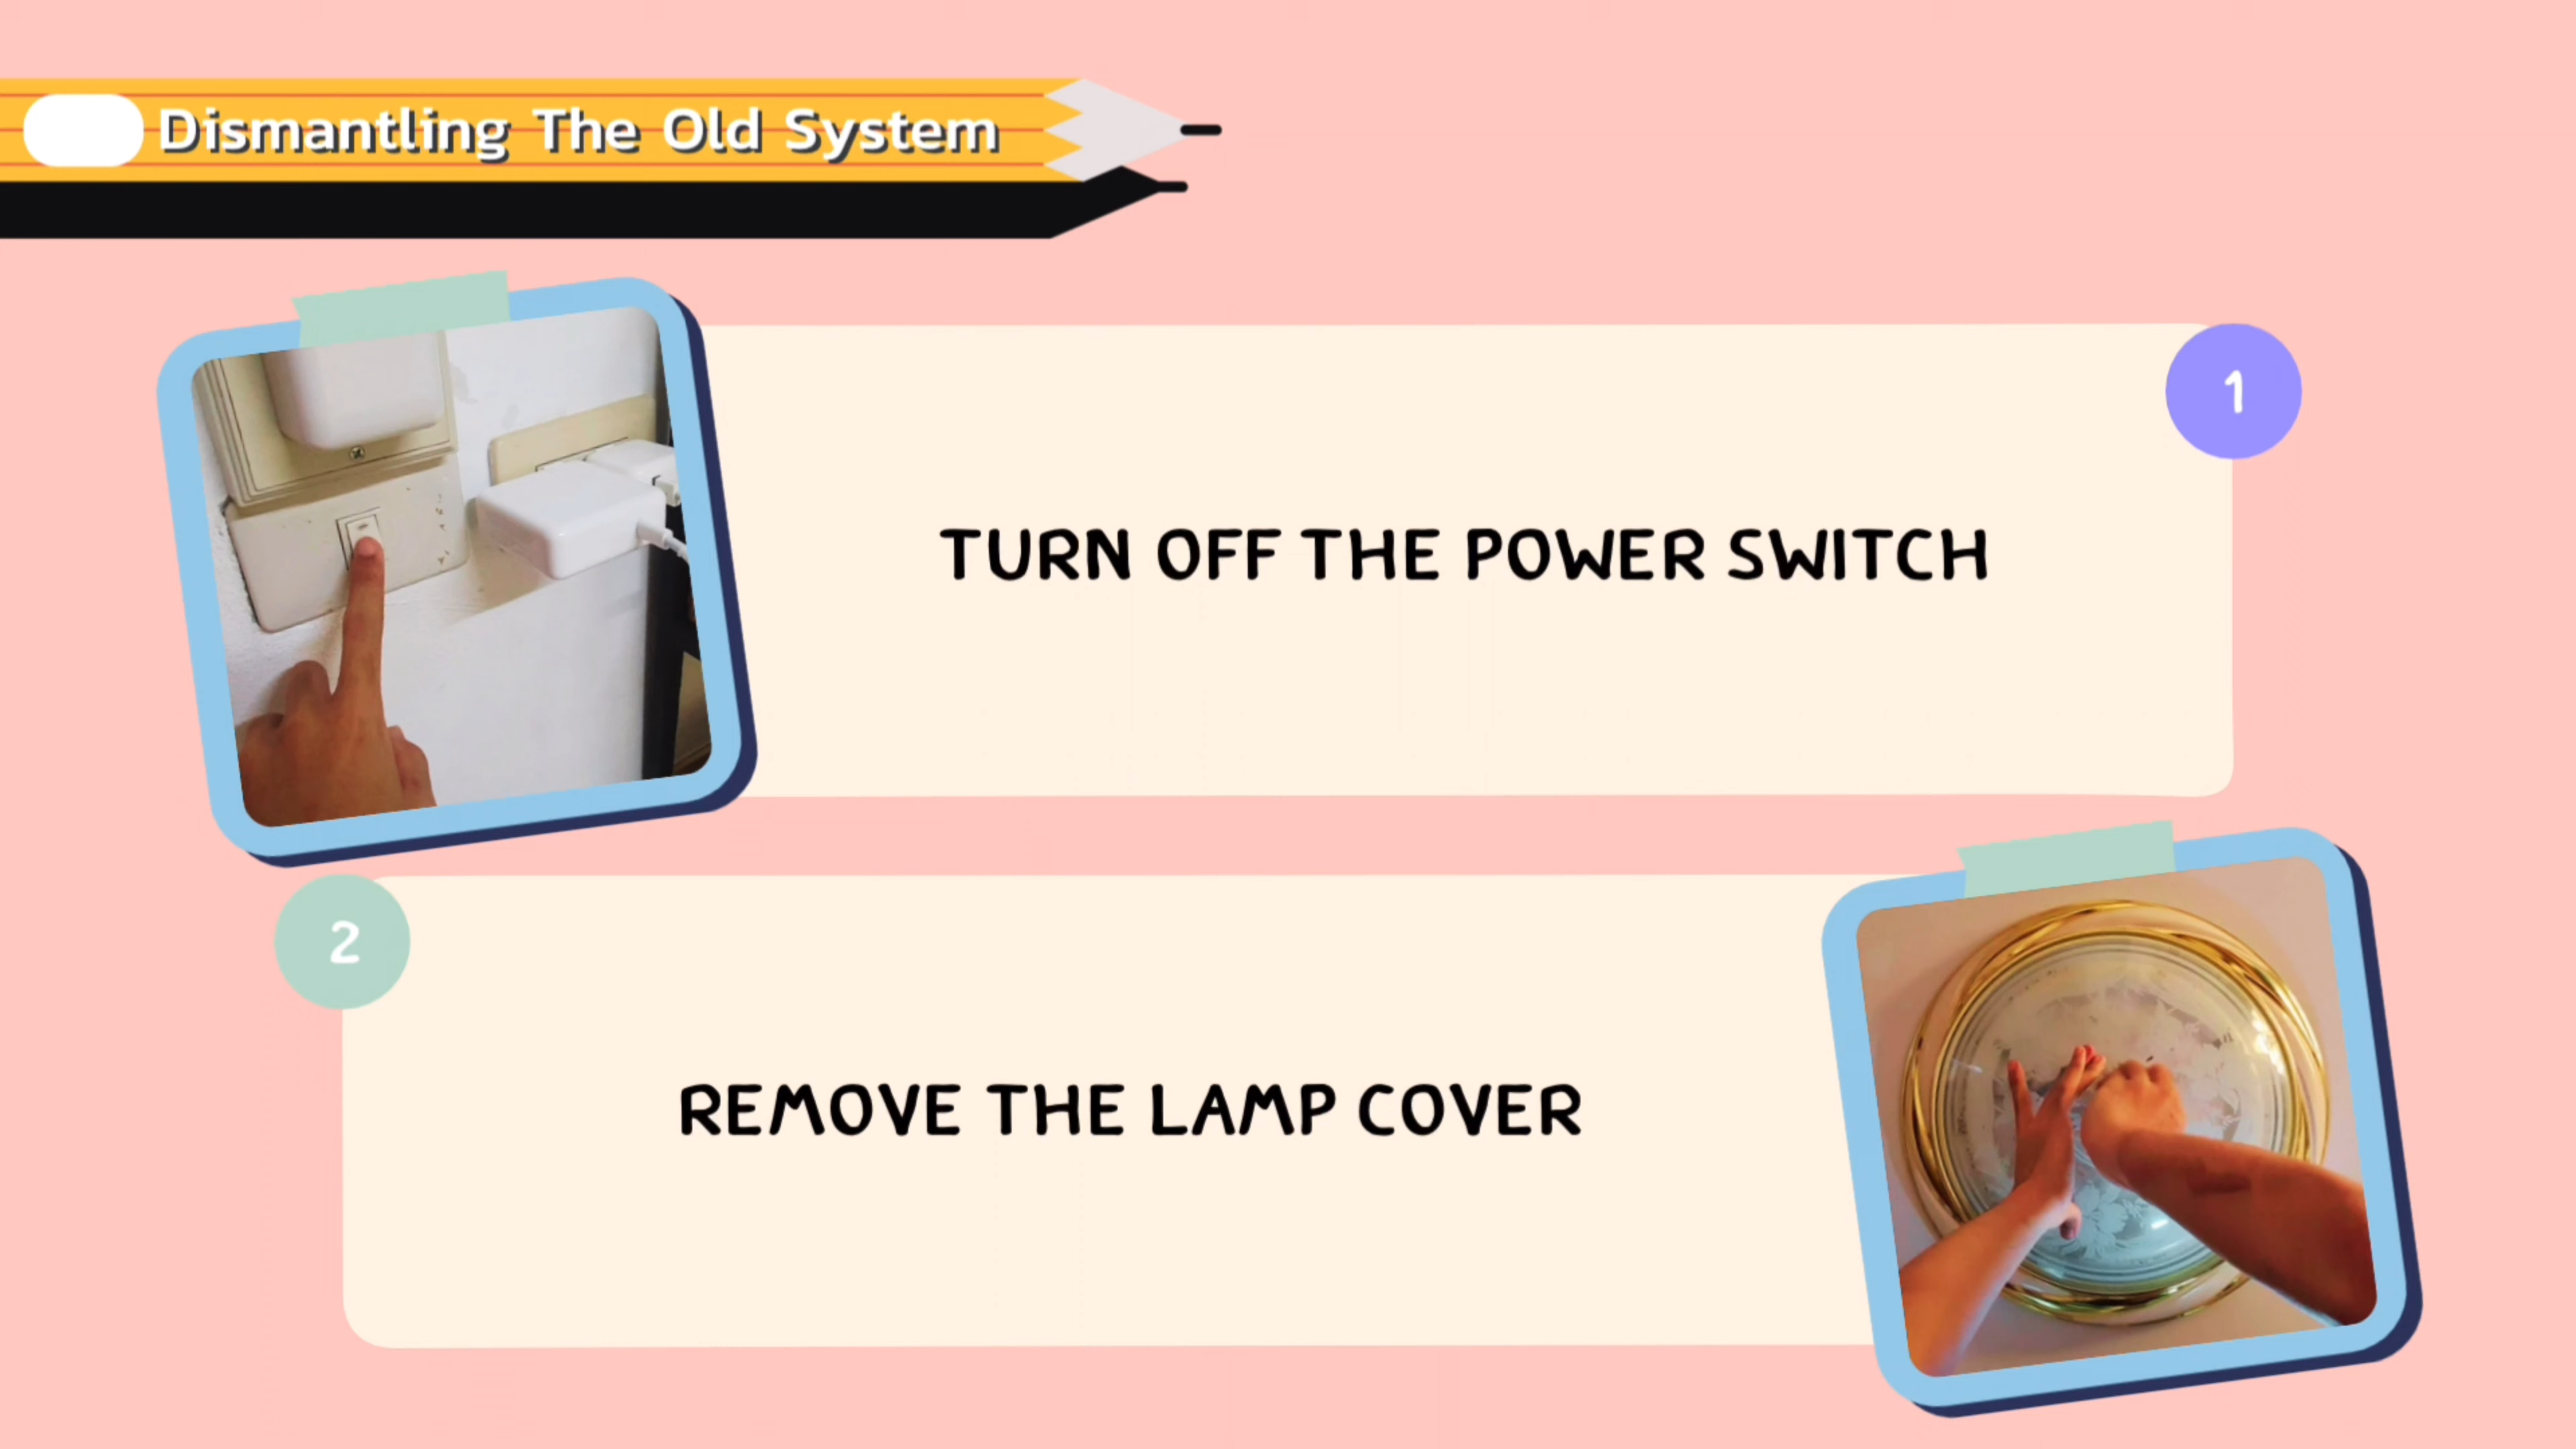 Dismantling The Old System
1
TURN OFF THE POWER SWITCH
2
REMOVE THE LAMP COVER